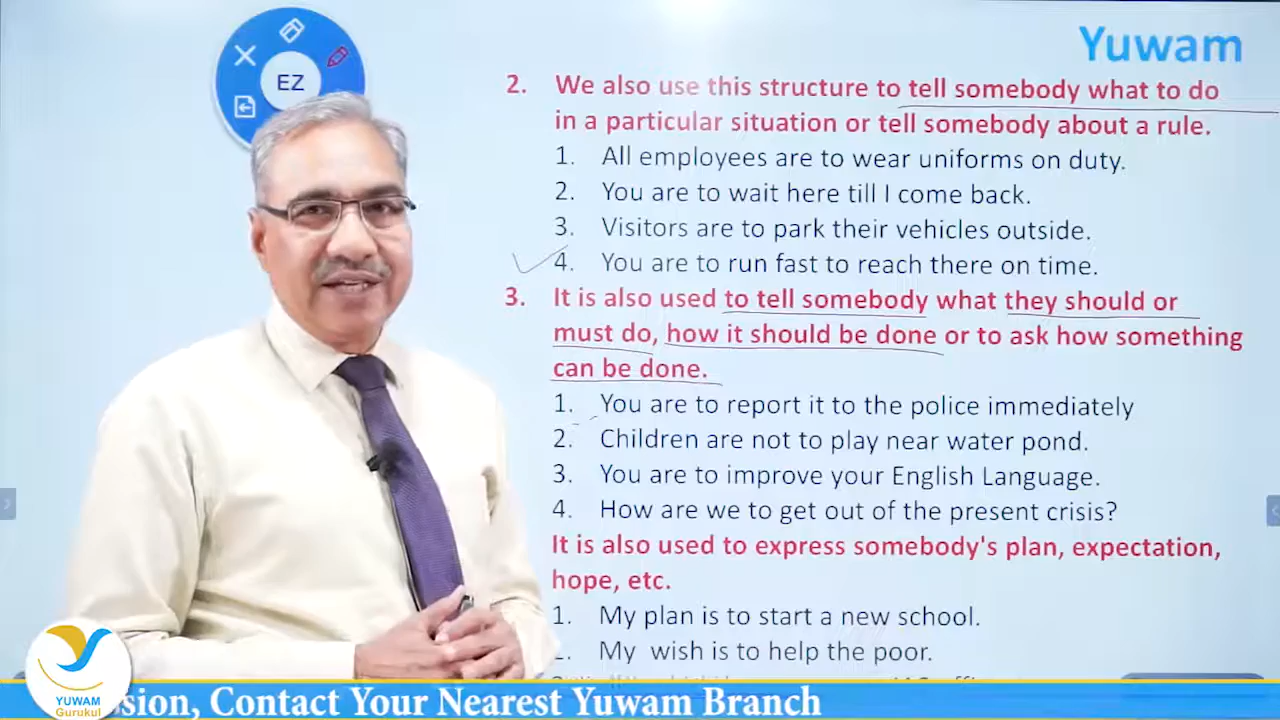 Yuwam
EZ
2. We also use this structure to tell somebody what to do
in a particular situation or tell somebody about a rule.
1. All employees are to wear uniforms on duty.
2. You are to wait here till I come back.
3. Visitors are to park their vehicles outside.
4. You are to run fast to reach there on time.
3. It is also used to tell somebody what they should or
must do, how it should be done or to ask how something
can be done.
1. You are to report it to the police immediately
2. Children are not to play near water pond.
3. You are to improve your English Language.
4. How are we to get out of the present crisis?
It is also used to express somebody's plan, expectation,
hope, etc.
1. My plan is to start a new school.
My wish is to help the poor.
YUWAM
Gurukul
Contact Your Nearest Yuwam Branch